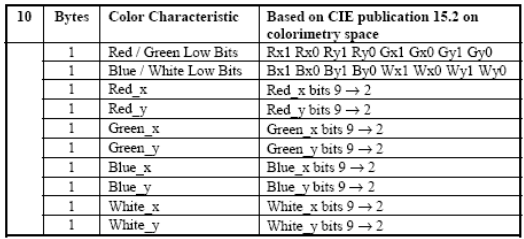 10 Bytes Color Characteristic Based on CIE publication 15.2 on
colorimetry space
1 Red / Green Low Bits Rx1 Rx0 Ry1 Ry0 Gx1 Gx0 Gy1 Gy0
1 Blue / White Low Bits Bx1 Bx0 By1 By0 Wx1 Wx0 Wy1 Wy0
1 Red_x Red_x bits 9 → 2
1 Red_y Red_y bits 9 → 2
1 Green_x Green_x bits 9 → 2
1 Green_y Green_y bits 9 → 2
1 Blue_x Blue_x bits 9 → 2
1 Blue_y Blue_y bits 9 → 2
1 White_x White_x bits 9 → 2
1 White_y White_y bits 9 → 2